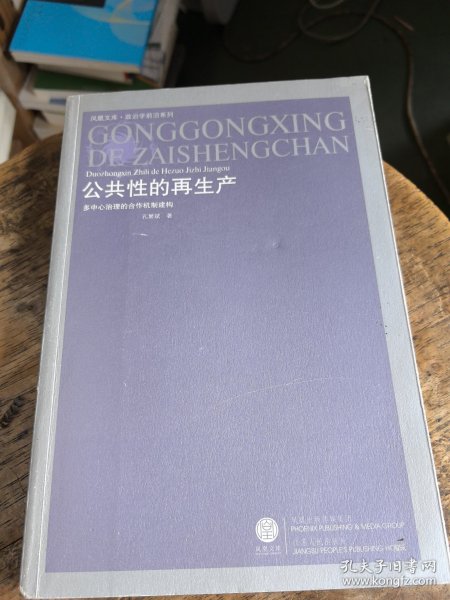 凤凰文库·政治学前沿系列
GONGGONGXING
DE ZAISHENGCHAN
Duozhongxin Zhili de Hezuo Jizhi Jiangou
公共性的再生产
多中心治理的合作机制建构
孔繁斌 著
凤凰出版传媒集团
PHOENIX PUBLISHING & MEDIA GROUP
江苏人民出版社
JIANGSU PEOPLE'S PUBLISHING HOUSE
凤凰文库
孔夫子旧书网
www.kongfz.com